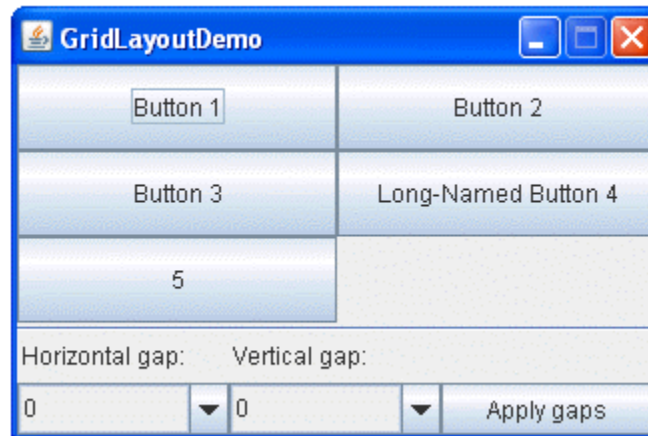 GridLayoutDemo
Button 1 Button 2
Button 3 Long-Named Button 4
5
Horizontal gap: Vertical gap:
0 0 Apply gaps